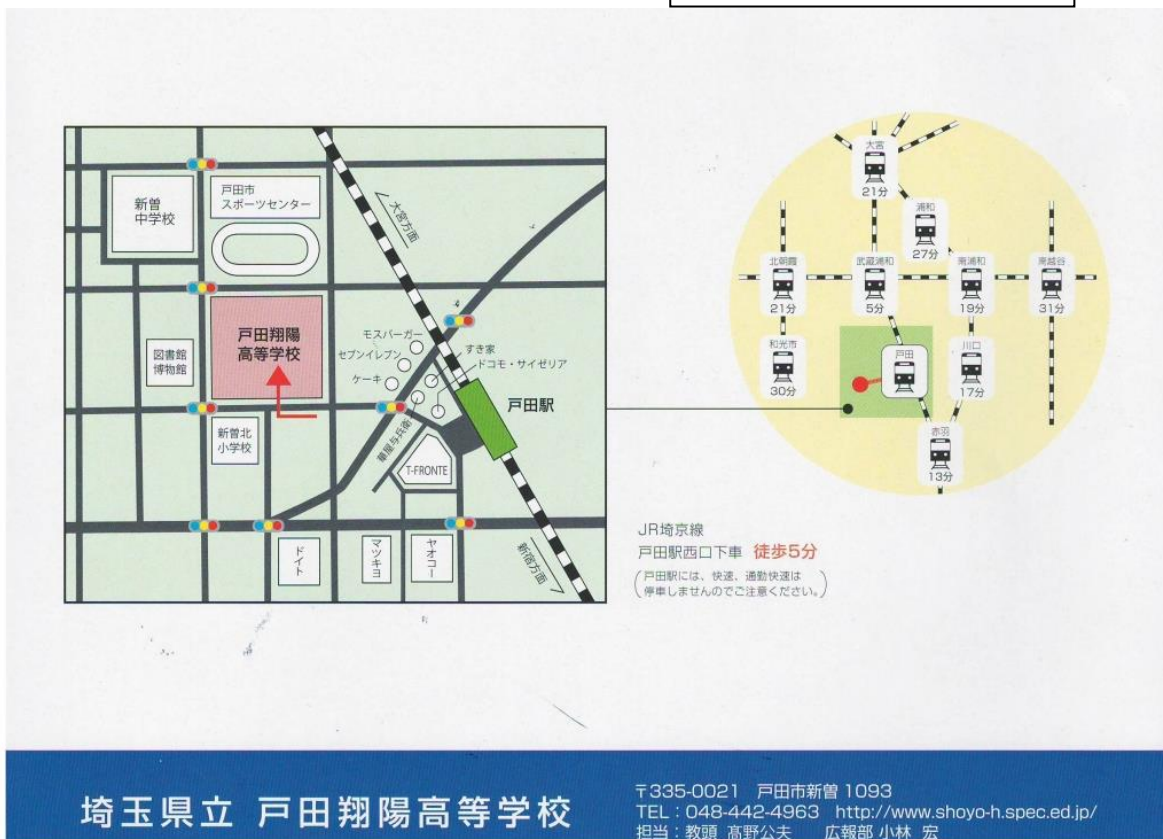 新曽
中学校
戸田市
スポーツセンター
大宮方面
戸田翔陽
高等学校
図書館
博物館
モスバーガー
セブンイレブン
ケーキ
すき家
ドコモ・サイゼリア
戸田駅
新曽北
小学校
華屋与兵衛
T-FRONTE
ドイト
マツキヨ
ヤオコー
新宿方面
大宮
21分
浦和
27分
北朝霞
21分
武蔵浦和
5分
南浦和
19分
南越谷
31分
和光市
30分
戸田
川口
17分
赤羽
13分
JR埼京線
戸田駅西口下車 徒歩5分
(戸田駅には、快速、通勤快速は
停車しませんのでご注意ください。)
埼玉県立 戸田翔陽高等学校
〒335-0021 戸田市新曽1093
TEL：048-442-4963 http://www.shoyo-h.spec.ed.jp/
担当：教頭 髙野公夫 広報部 小林 宏